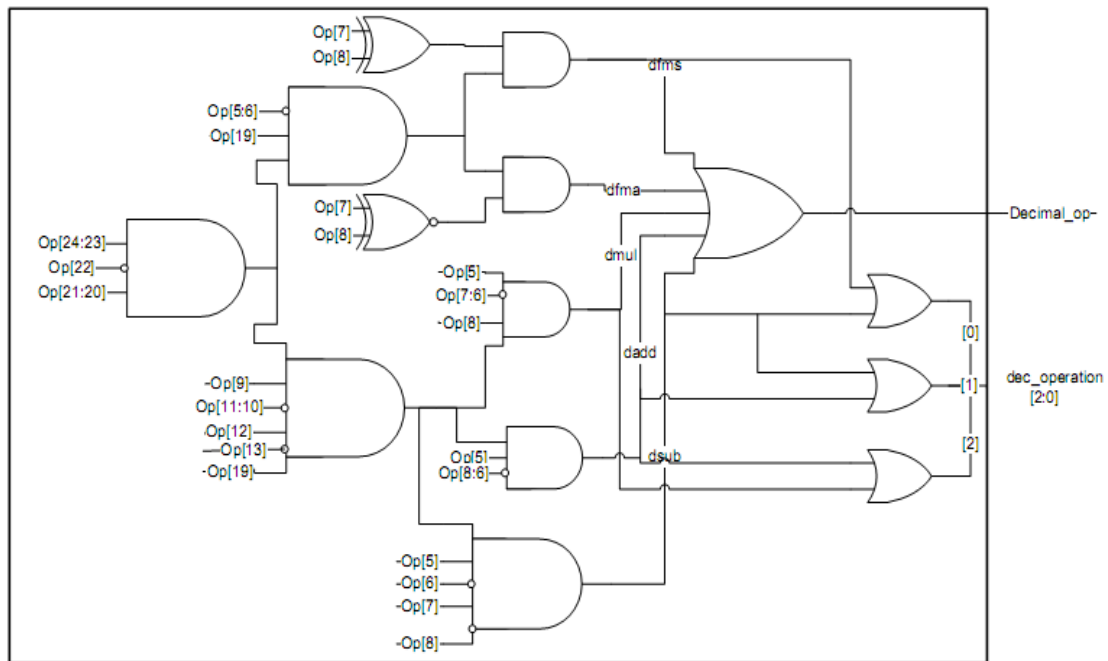 Op[7]
Op[8]
dfms
Op[5:6]
Op[19]
Op[7]
Op[8]
dfma
Decimal_op
Op[24:23]
Op[22]
Op[21:20]
dmul
Op[5]
Op[7:6]
Op[8]
dadd
[0]
[1]
dec_operation
[2:0]
[2]
Op[9]
Op[11:10]
Op[12]
Op[13]
Op[19]
Op[5]
Op[8:6]
dsub
Op[5]
Op[6]
Op[7]
Op[8]